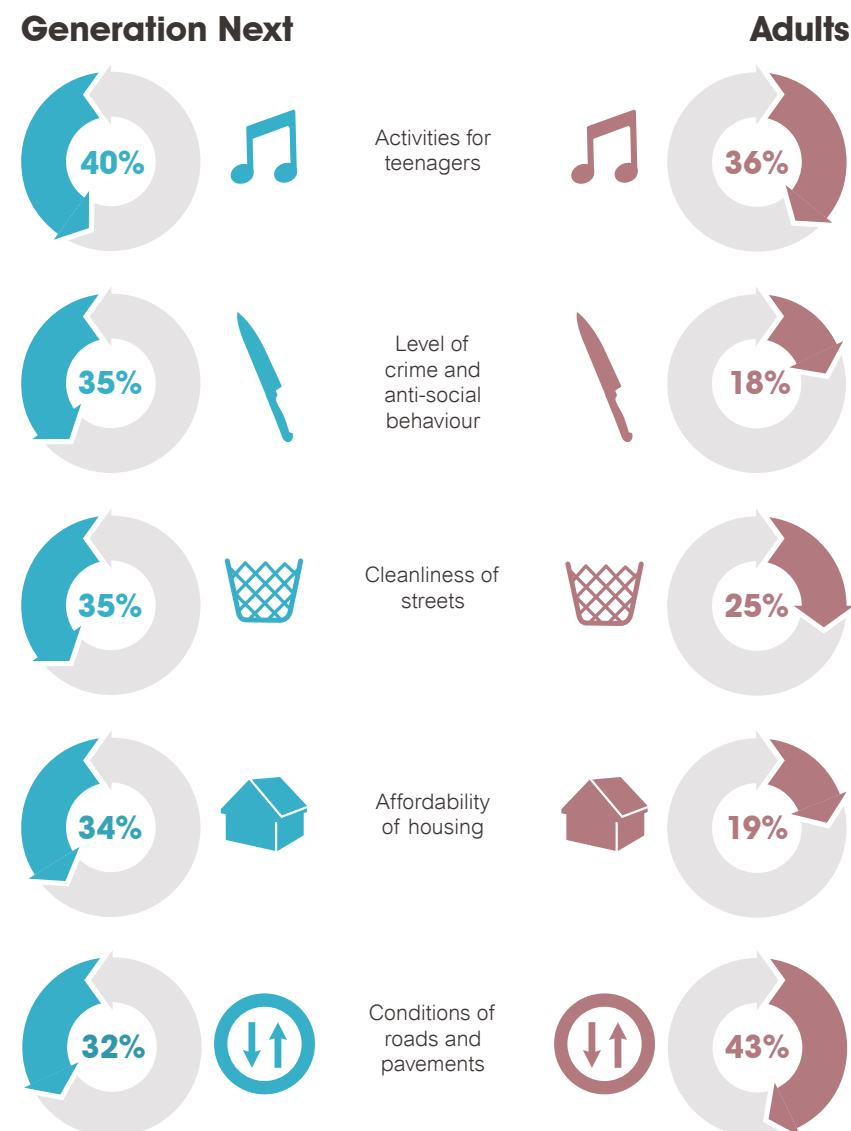 Generation Next
Adults
40%
Activities for
teenagers
36%
35%
Level of
crime and
anti-social
behaviour
18%
35%
Cleanliness of
streets
25%
34%
Affordability
of housing
19%
32%
Conditions of
roads and
pavements
43%